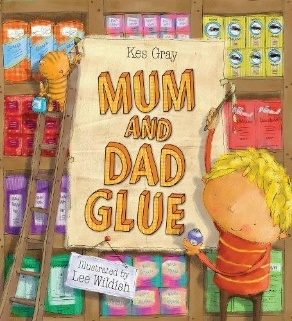 Kes Gray
MUM
AND
DAD
GLUE
Illustrated by
Lee Wildish